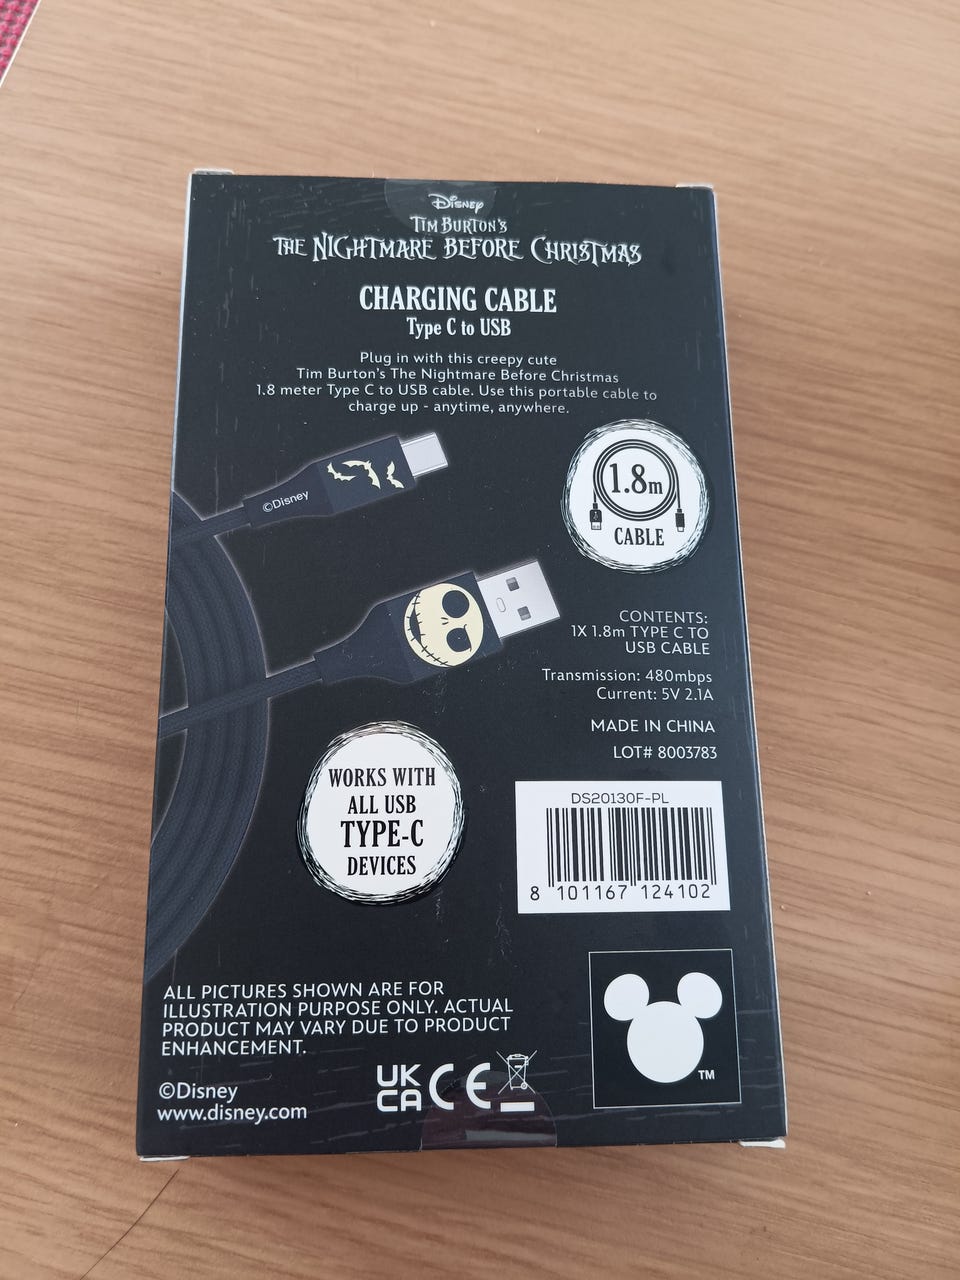 Disney
TIM BURTON'S
THE NIGHTMARE BEFORE CHRISTMAS
CHARGING CABLE
Type C to USB
Plug in with this creepy cute
Tim Burton's The Nightmare Before Christmas
1.8 meter Type C to USB cable. Use this portable cable to
charge up - anytime, anywhere.
©Disney
1.8m
CABLE
CONTENTS:
1X 1.8m TYPE C TO
USB CABLE
Transmission: 480mbps
Current: 5V 2.1A
MADE IN CHINA
LOT# 8003783
WORKS WITH
ALL USB
TYPE-C
DEVICES
DS20130F-PL
8 101167 124102
ALL PICTURES SHOWN ARE FOR
ILLUSTRATION PURPOSE ONLY. ACTUAL
PRODUCT MAY VARY DUE TO PRODUCT
ENHANCEMENT.
©Disney
www.disney.com
UK
CA
CE
TM